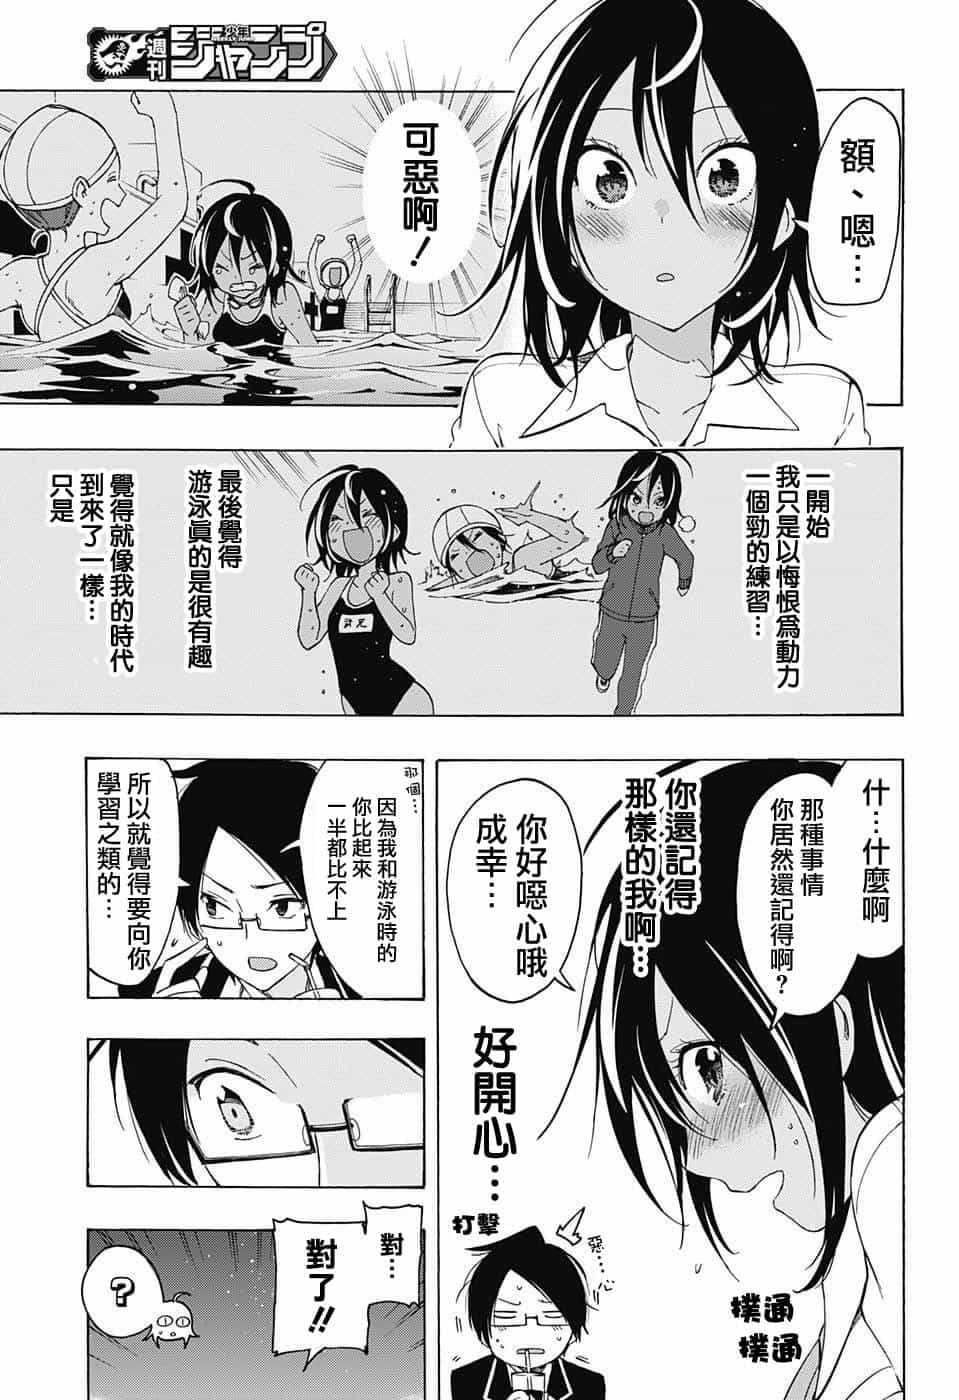 週刊
少年
ジャンプ
額、嗯…
可惡啊！
一開始
我只是以悔恨為動力
一個勁的練習…
最後覺得
游泳真的是很有趣
覺得就像我的時代
到來了一樣…
只是
什…什麼啊
那種事情
你居然還記得啊？
你還記得
那樣的我啊…
你好噁心哦
成幸…
好開心…
撲通
撲通
惡…心
打擊
那個…
因為我和游泳時的
你比起來
一半都比不上
所以就覺得要向你
學習之類的…
對…
對了！！
？